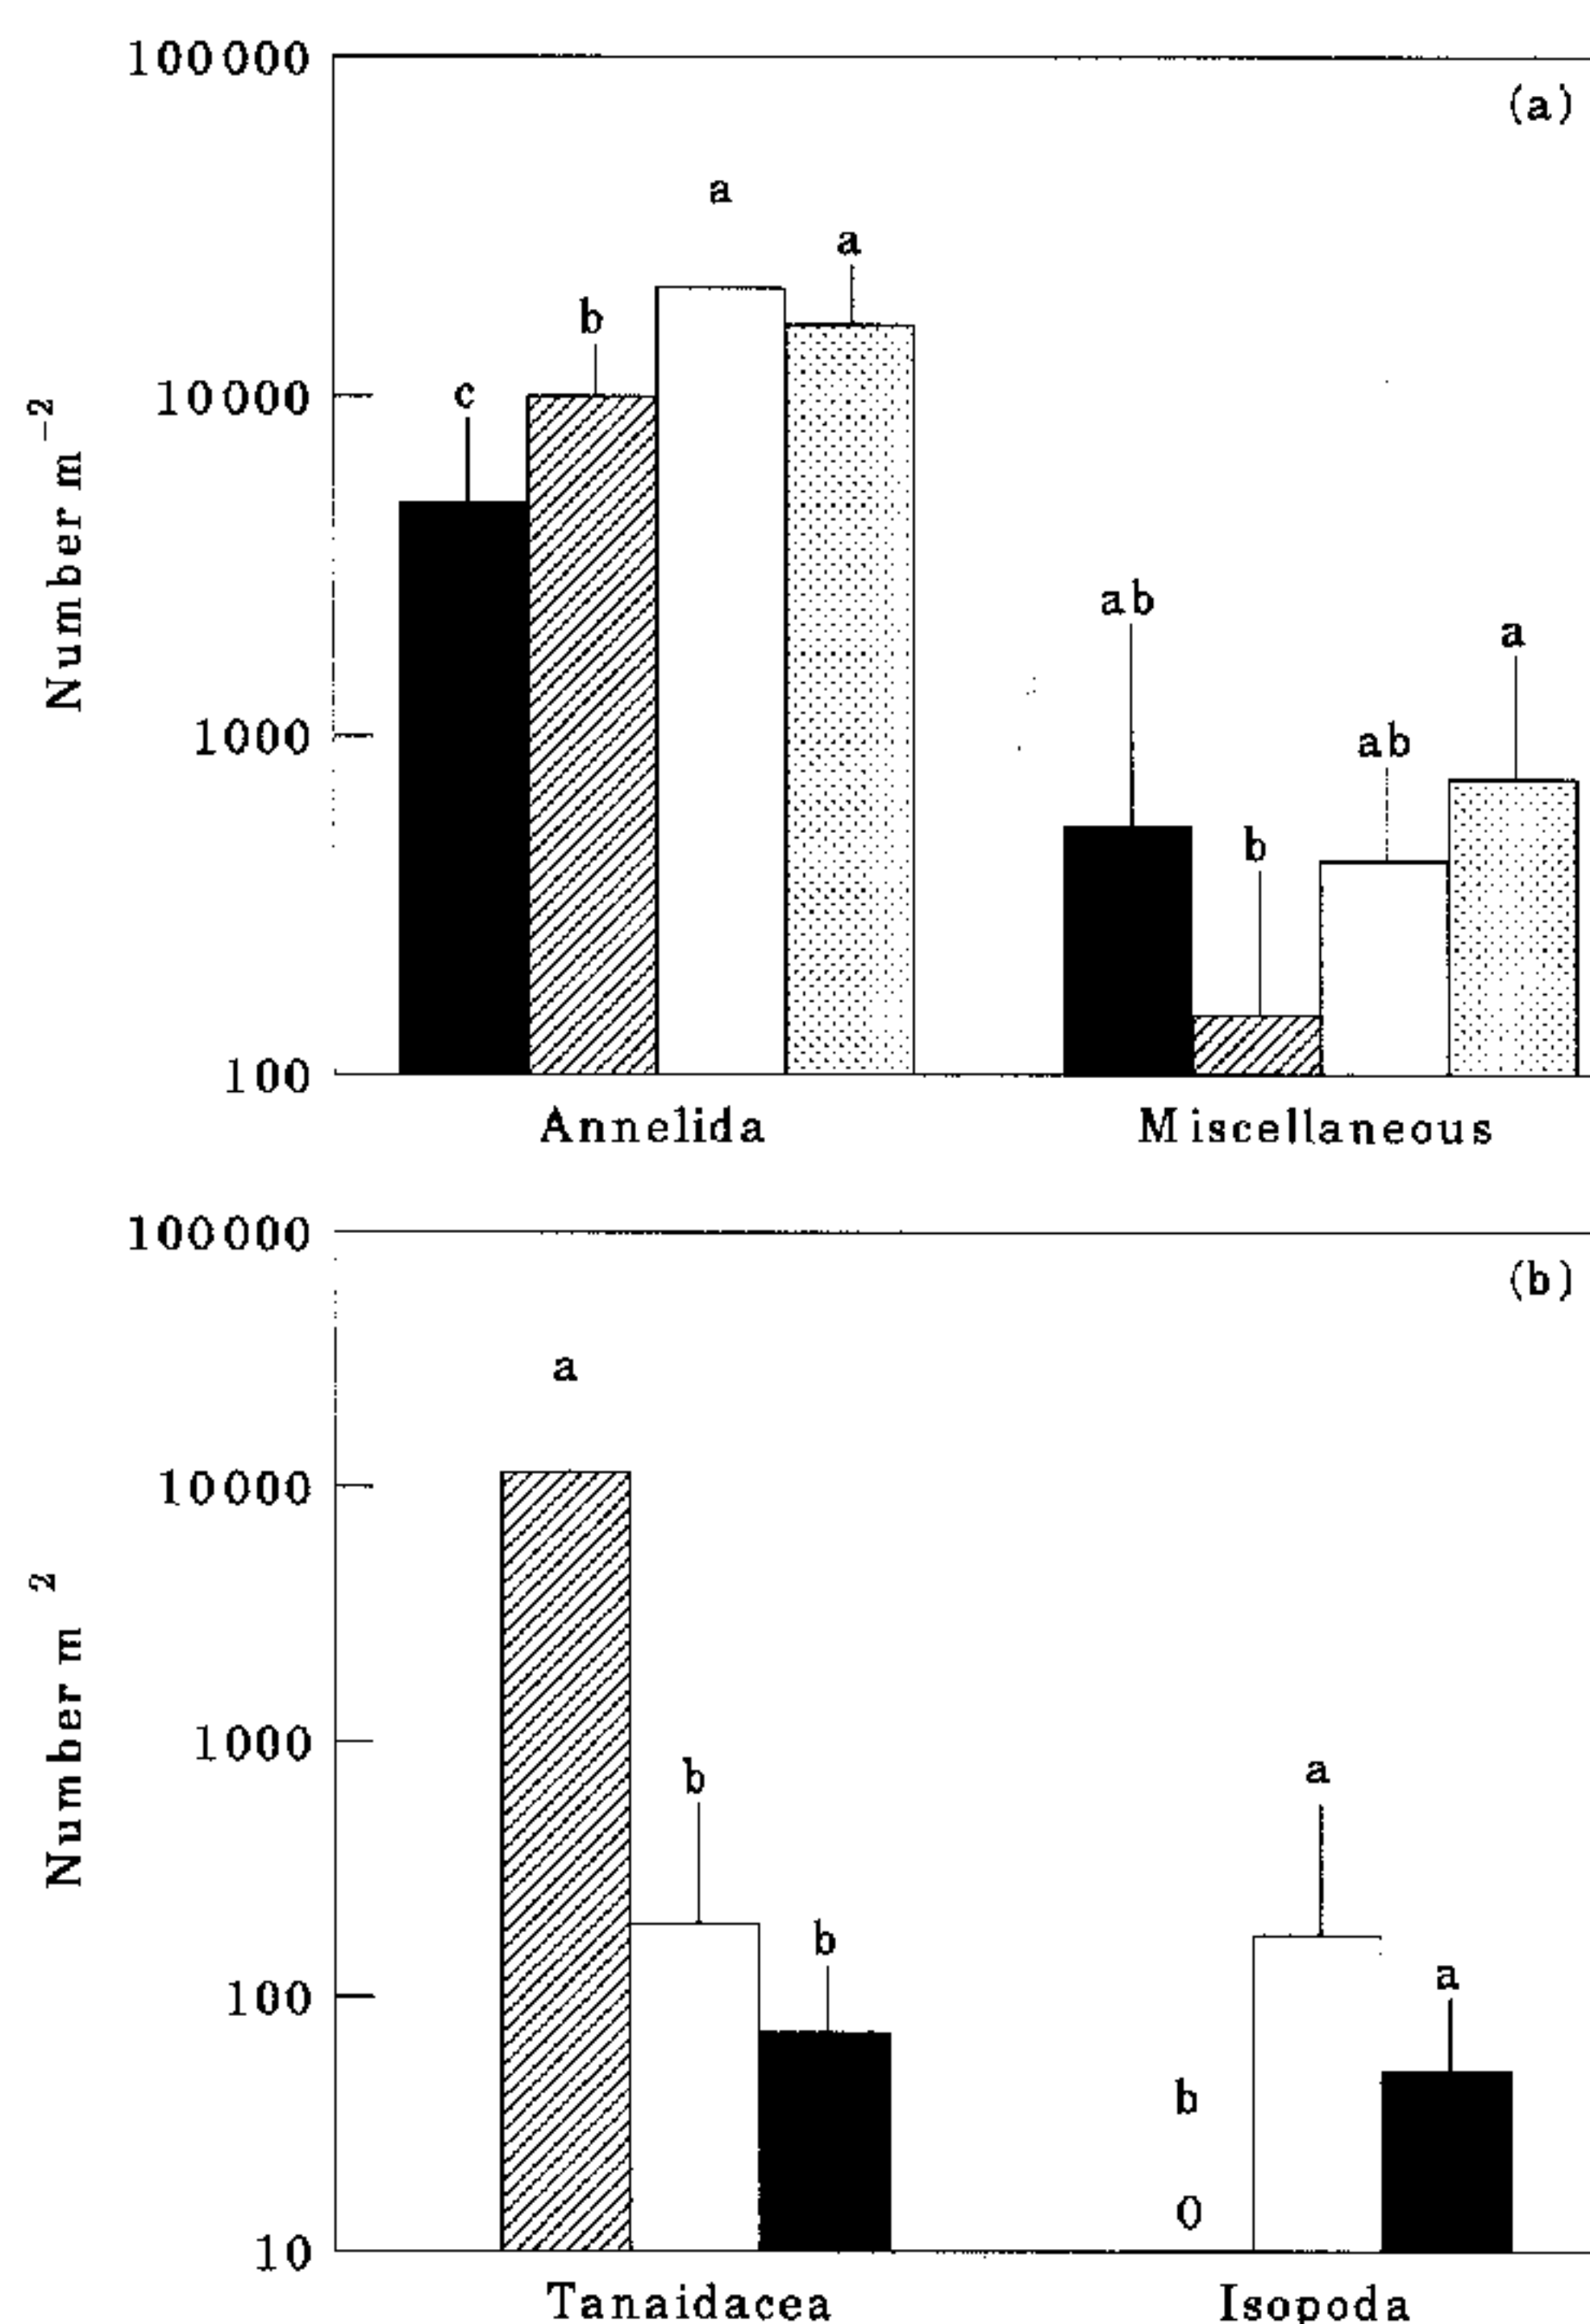 100000
(a)
a
a
b
c
10000
Number m⁻²
ab
a
1000
ab
b
100
Annelida Miscellaneous
100000
(b)
a
10000
Number m ²
1000
b
a
b
100
a
b
0
10
Tanaidacea Isopoda